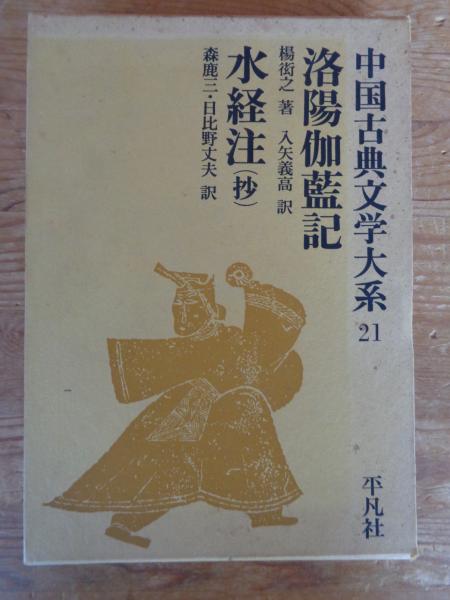 中国古典文学大系 21
洛陽伽藍記
楊衒之 著 入矢義高 訳
水経注(抄)
森鹿三・日比野丈夫 訳
平凡社